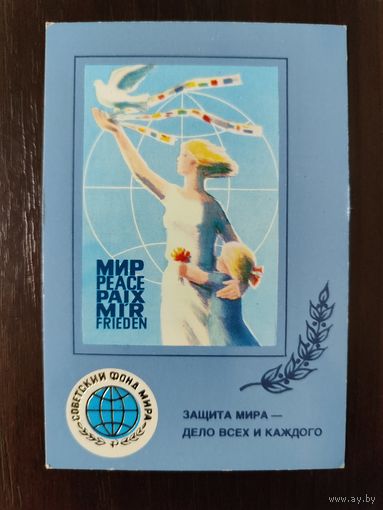 МИР
PEACE
PAIX
MIR
FRIEDEN
СОВЕТСКИЙ ФОНД МИРА
ЗАЩИТА МИРА —
ДЕЛО ВСЕХ И КАЖДОГО
www.ay.by